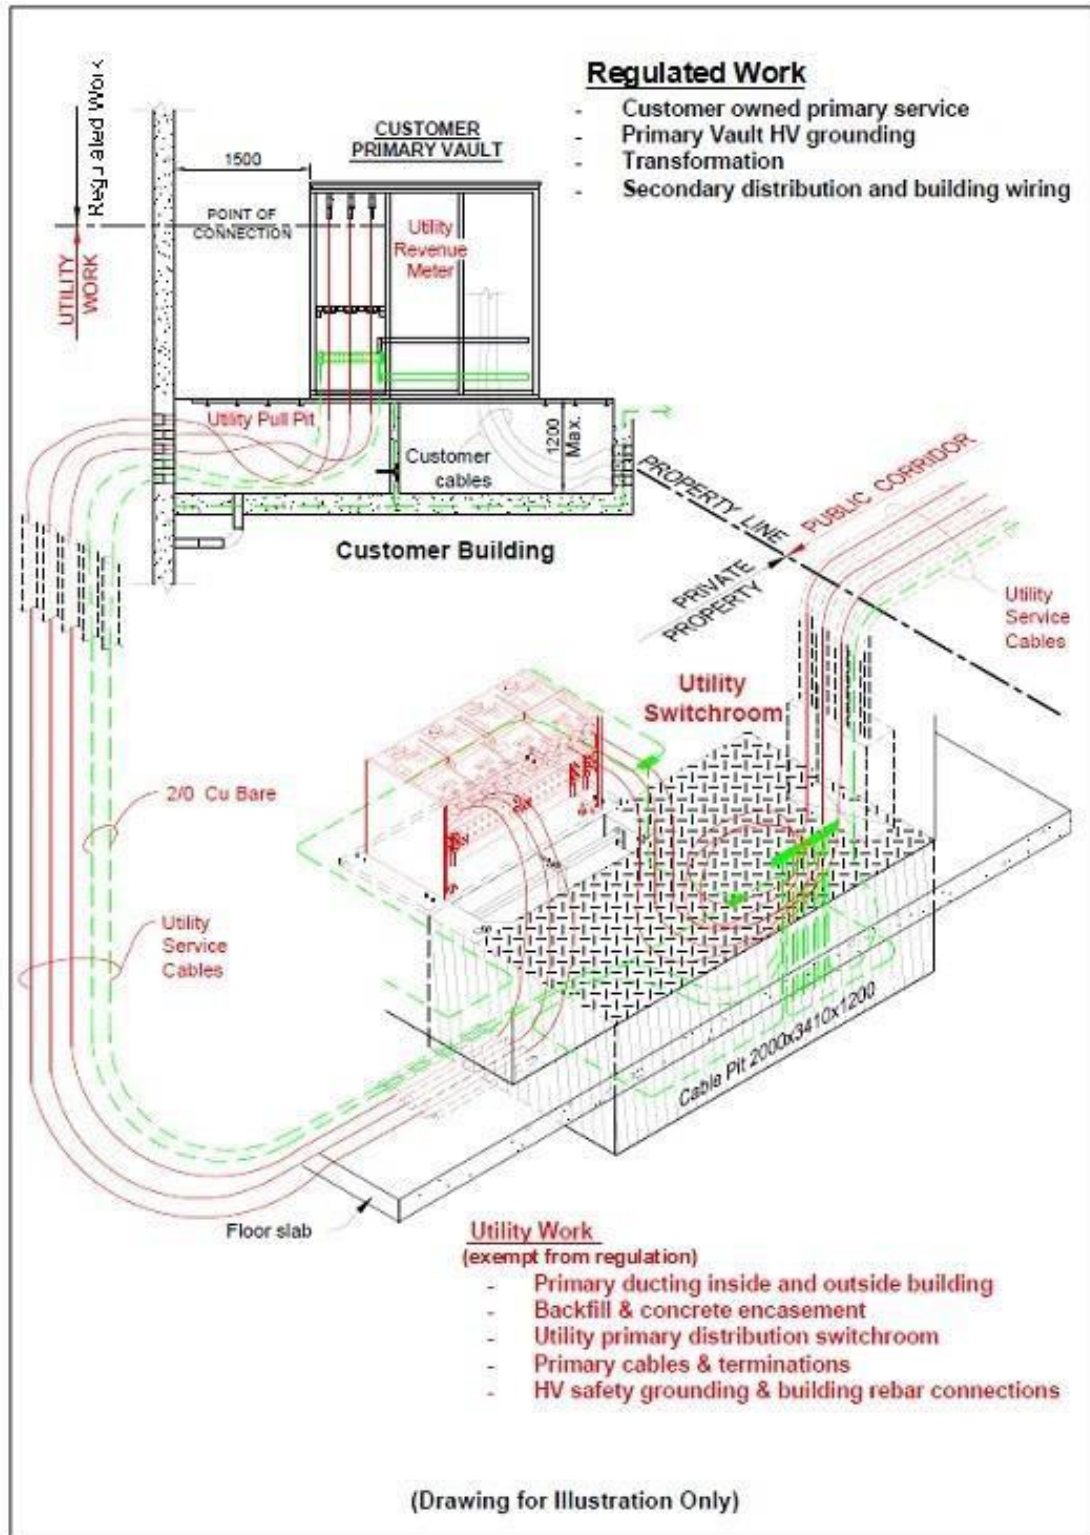 Regulated Work
- Customer owned primary service
- Primary Vault HV grounding
- Transformation
- Secondary distribution and building wiring
Regulated Work
UTILITY
WORK
1500
CUSTOMER
PRIMARY VAULT
POINT OF
CONNECTION
Utility
Revenue
Meter
Utility Pull Pit
Customer
cables
1200
Max.
Customer Building
PROPERTY LINE
PUBLIC CORRIDOR
PRIVATE
PROPERTY
Utility
Service
Cables
Utility
Switchroom
2/0 Cu Bare
Utility
Service
Cables
Cable Pit 2000x3410x1200
Floor slab
Utility Work
(exempt from regulation)
- Primary ducting inside and outside building
- Backfill & concrete encasement
- Utility primary distribution switchroom
- Primary cables & terminations
- HV safety grounding & building rebar connections
(Drawing for Illustration Only)